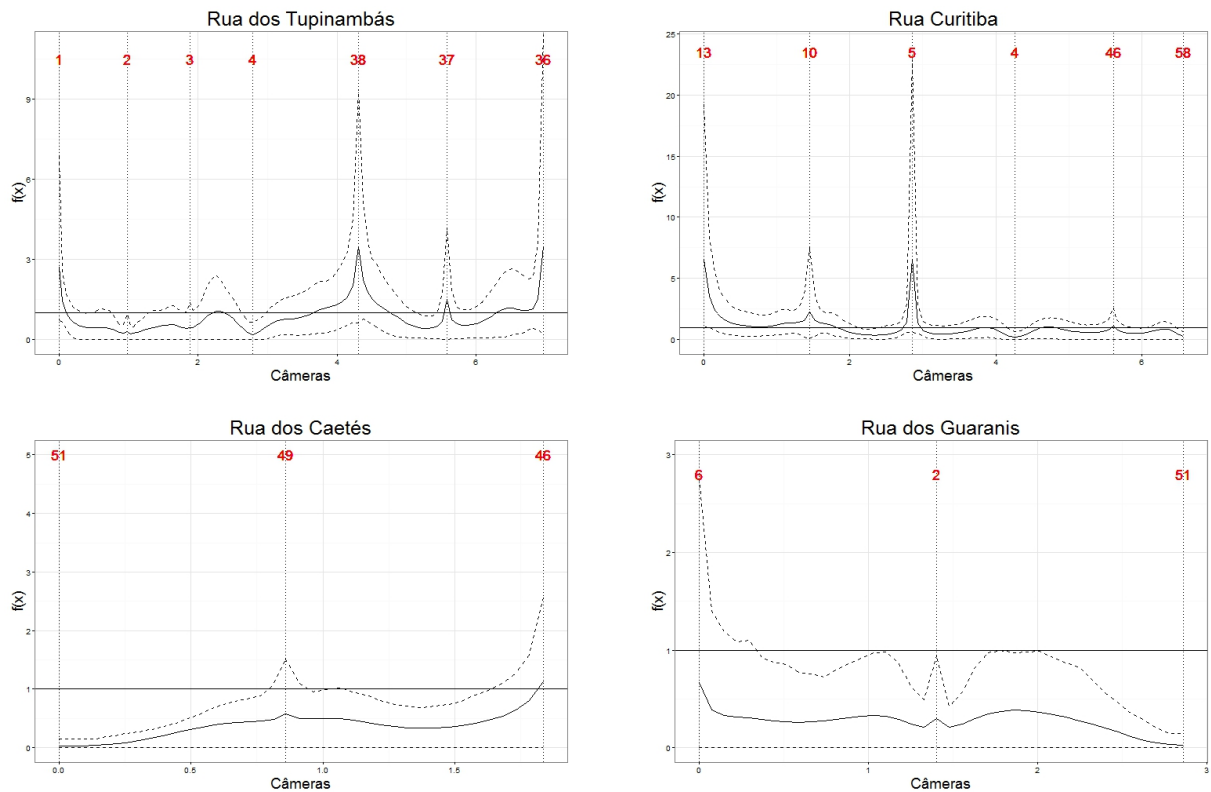 Rua dos Tupinambás
1 2 3 4 38 37 36
9
6
3
0
f(x)
0 2 4 6
Câmeras
Rua Curitiba
25
13 10 5 4 46 58
20
15
10
5
0
f(x)
0 2 4 6
Câmeras
Rua dos Caetés
5
51 49 46
4
3
2
1
0
f(x)
0.0 0.5 1.0 1.5
Câmeras
Rua dos Guaranis
3
6 2 51
2
1
0
f(x)
0 1 2 3
Câmeras